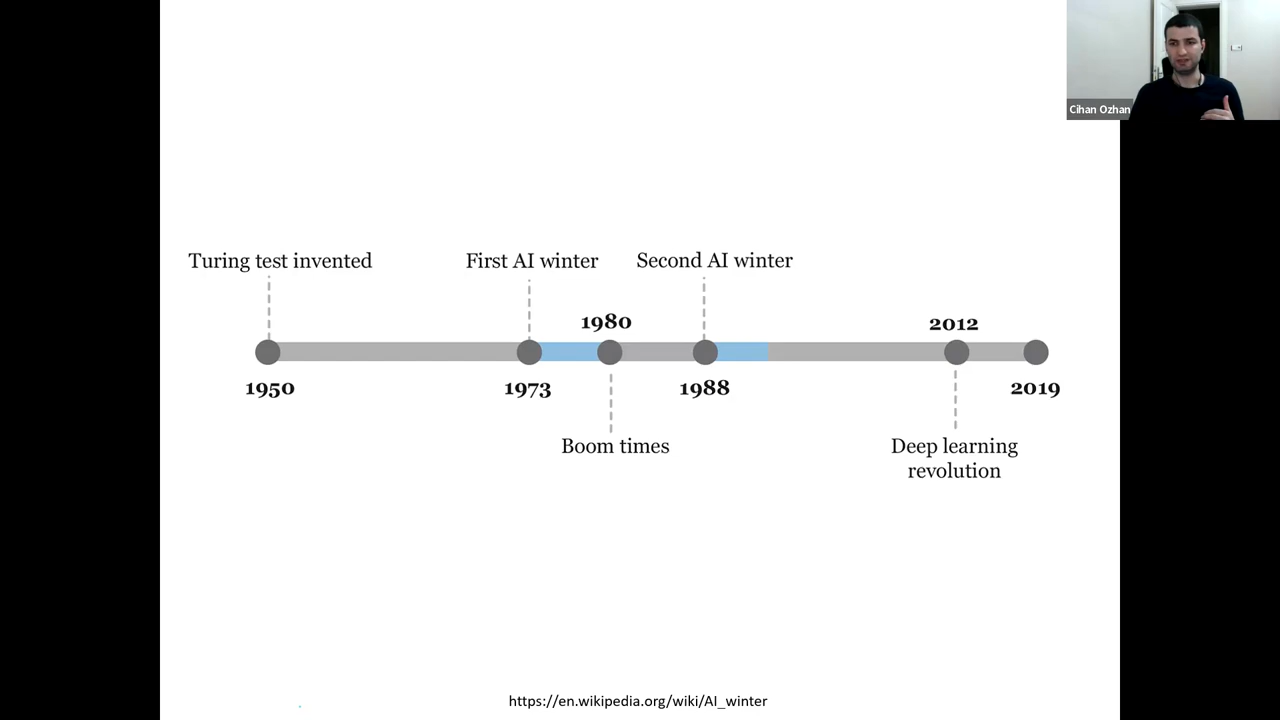 Cihan Ozhan
Turing test invented
First AI winter
Second AI winter
1980
2012
1950
1973
1988
2019
Boom times
Deep learning
revolution
https://en.wikipedia.org/wiki/AI_winter